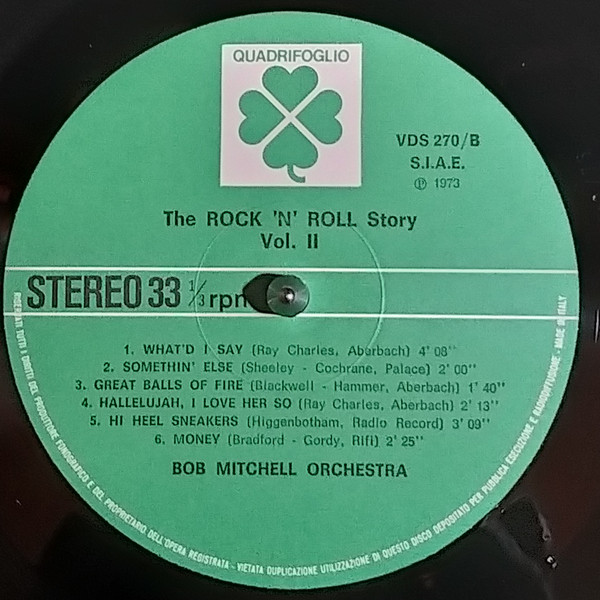 QUADRIFOGLIO
VDS 270/B
S.I.A.E.
Ⓟ 1973
The ROCK 'N' ROLL Story
Vol. II
STEREO 33 1/3 rpm
1. WHAT'D I SAY (Ray Charles, Abarbach) 4' 08"
2. SOMETHIN' ELSE (Sheeley - Cochrane, Palace) 2' 00"
3. GREAT BALLS OF FIRE (Blackwell - Hammer, Aberbach) 1' 40"
4. HALLELUJAH, I LOVE HER SO (Ray Charles, Aberbach) 2' 13"
5. HI HEEL SNEAKERS (Higgenbotham, Radio Record) 3' 09"
6. MONEY (Bradford - Gordy, Rifi) 2' 25"
BOB MITCHELL ORCHESTRA
RISERVATI TUTTI I DIRITTI DEL PRODUTTORE FONOGRAFICO E DEL PROPRIETARIO DELL'OPERA REGISTRATA - VIETATA DUPLICAZIONE UTILIZZAZIONE DI QUESTO DISCO DEPOSITATO PER PUBBLICA ESECUZIONE E RADIODIFFUSIONE - MADE IN ITALY